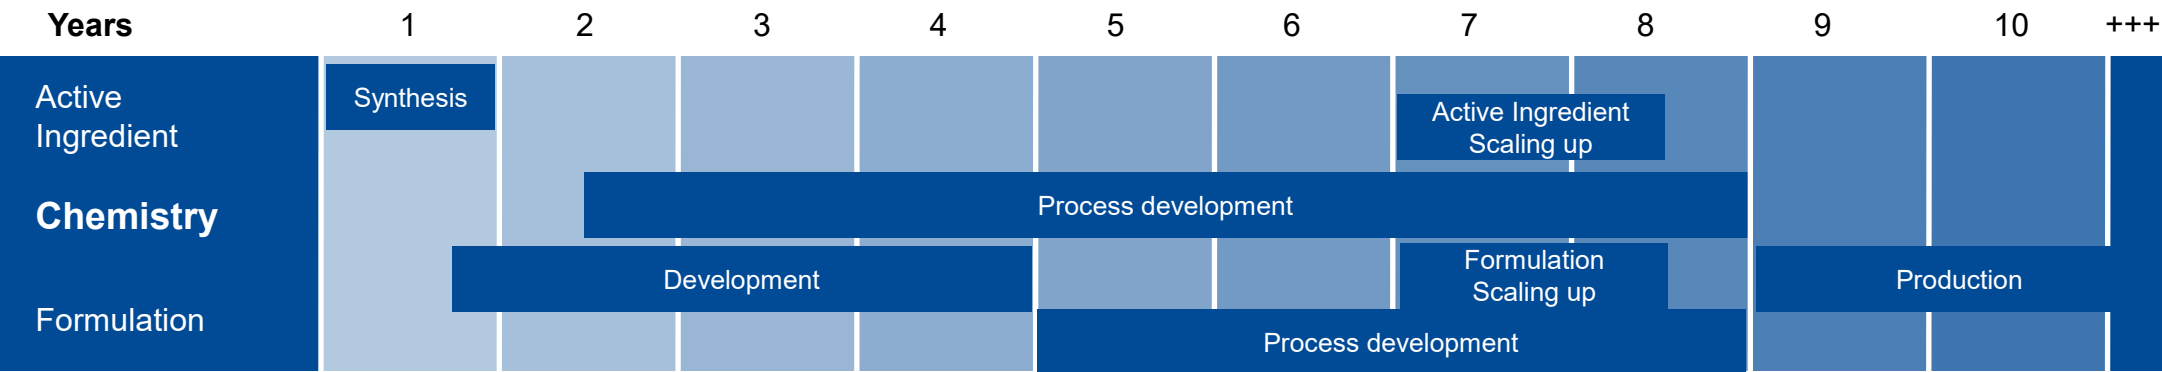 Years 1 2 3 4 5 6 7 8 9 10 +++
Active
Ingredient
Synthesis
Active Ingredient
Scaling up
Chemistry
Process development
Development
Formulation
Scaling up
Production
Formulation
Process development